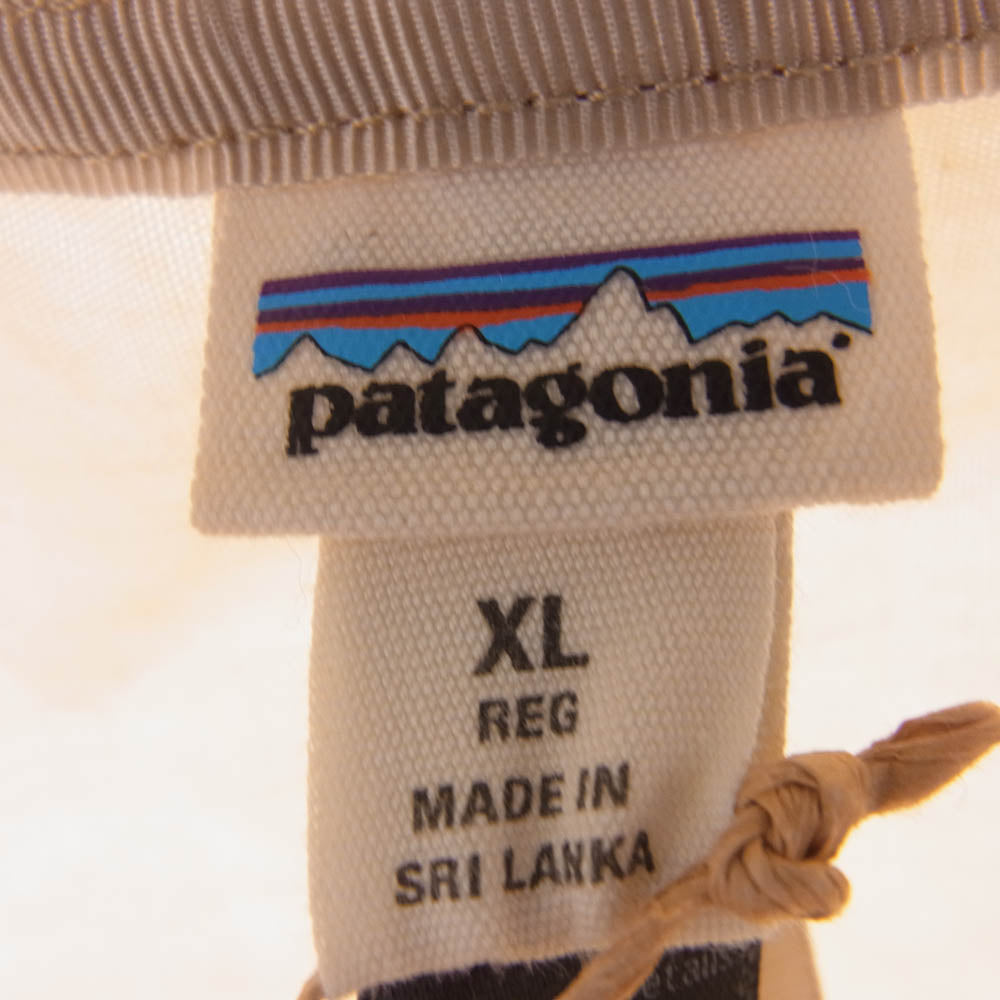 patagonia
XL
REG
MADE IN
SRI LANKA